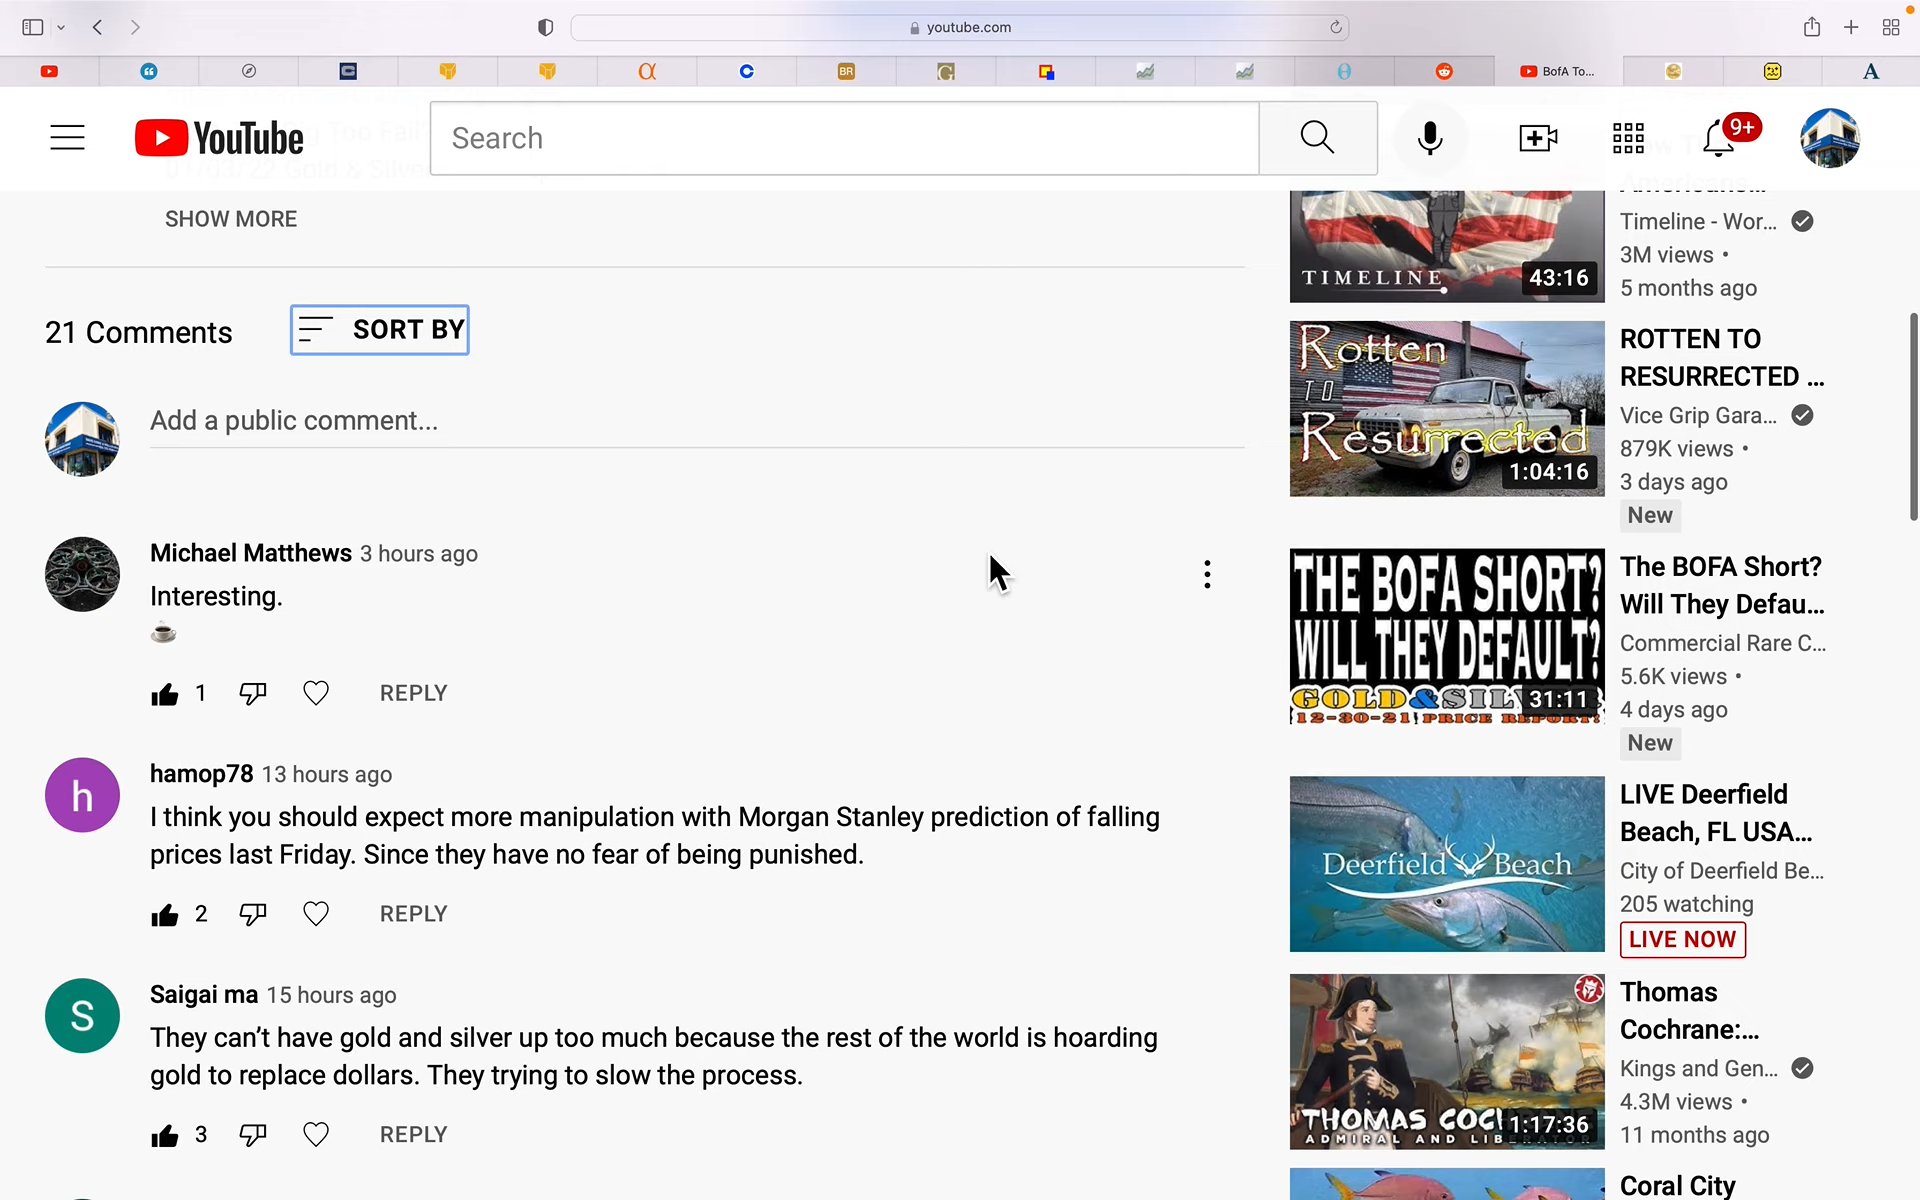 youtube.com
BR
G
BofA To...
A
YouTube
Search
9+
SHOW MORE
21 Comments
SORT BY
Add a public comment...
Michael Matthews 3 hours ago
Interesting.
1
REPLY
h
hamop78 13 hours ago
I think you should expect more manipulation with Morgan Stanley prediction of falling
prices last Friday. Since they have no fear of being punished.
2
REPLY
S
Saigai ma 15 hours ago
They can’t have gold and silver up too much because the rest of the world is hoarding
gold to replace dollars. They trying to slow the process.
3
REPLY
TIMELINE
43:16
Timeline - Wor...
3M views •
5 months ago
Rotten
TO
Resurrected
1:04:16
ROTTEN TO
RESURRECTED ...
Vice Grip Gara...
879K views •
3 days ago
New
THE BOFA SHORT?
WILL THEY DEFAULT?
GOLD&SIL
31:11
12-30-21 PRICE REPORT!
The BOFA Short?
Will They Defau...
Commercial Rare C...
5.6K views •
4 days ago
New
Deerfield Beach
LIVE Deerfield
Beach, FL USA...
City of Deerfield Be...
205 watching
LIVE NOW
THOMAS COC
1:17:36
ADMIRAL AND LIBERATOR
Thomas
Cochrane:...
Kings and Gen...
4.3M views •
11 months ago
Coral City